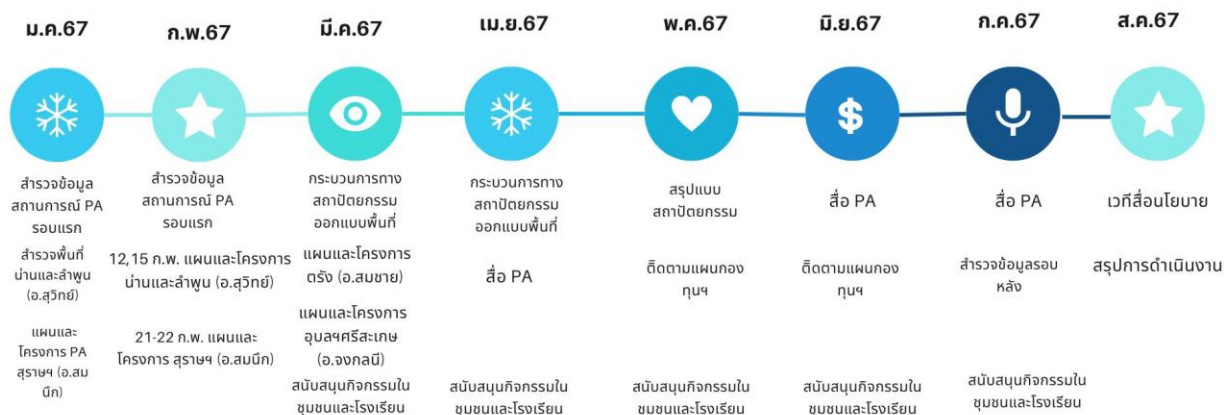 ม.ค.67
ก.พ.67
มี.ค.67
เม.ย.67
พ.ค.67
มิ.ย.67
ก.ค.67
ส.ค.67
$
สำรวจข้อมูล
สถานการณ์ PA
รอบแรก
สำรวจพื้นที่
น่านและลำพูน
(อ.สุวิทย์)
แผนและ
โครงการ PA
สุราษฯ (อ.สม
นึก)
สำรวจข้อมูล
สถานการณ์ PA
รอบแรก
12,15 ก.พ. แผนและโครงการ
น่านและลำพูน (อ.สุวิทย์)
21-22 ก.พ. แผนและ
โครงการ สุราษฯ (อ.สมนึก)
กระบวนการทาง
สถาปัตยกรรม
ออกแบบพื้นที่
แผนและโครงการ
ตรัง (อ.สมชาย)
แผนและโครงการ
อุบลฯศรีสะเกษ
(อ.จงกลนี)
สนับสนุนกิจกรรมใน
ชุมชนและโรงเรียน
กระบวนการทาง
สถาปัตยกรรม
ออกแบบพื้นที่
สื่อ PA
สนับสนุนกิจกรรมใน
ชุมชนและโรงเรียน
สรุปแบบ
สถาปัตยกรรม
ติดตามแผนกอง
ทุนฯ
สนับสนุนกิจกรรมใน
ชุมชนและโรงเรียน
สื่อ PA
ติดตามแผนกอง
ทุนฯ
สนับสนุนกิจกรรมใน
ชุมชนและโรงเรียน
สื่อ PA
สำรวจข้อมูลรอบ
หลัง
สนับสนุนกิจกรรมใน
ชุมชนและโรงเรียน
เวทีสื่อนโยบาย
สรุปการดำเนินงาน